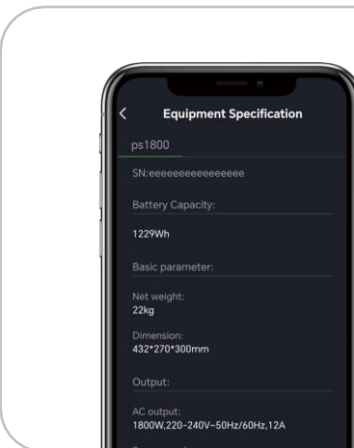 Equipment Specification
ps1800
SN:eeeeeeeeeeeeeeee
Battery Capacity:
1229Wh
Basic parameter:
Net weight:
22kg
Dimension:
432*270*300mm
Output:
AC output:
1800W,220-240V~50Hz/60Hz,12A